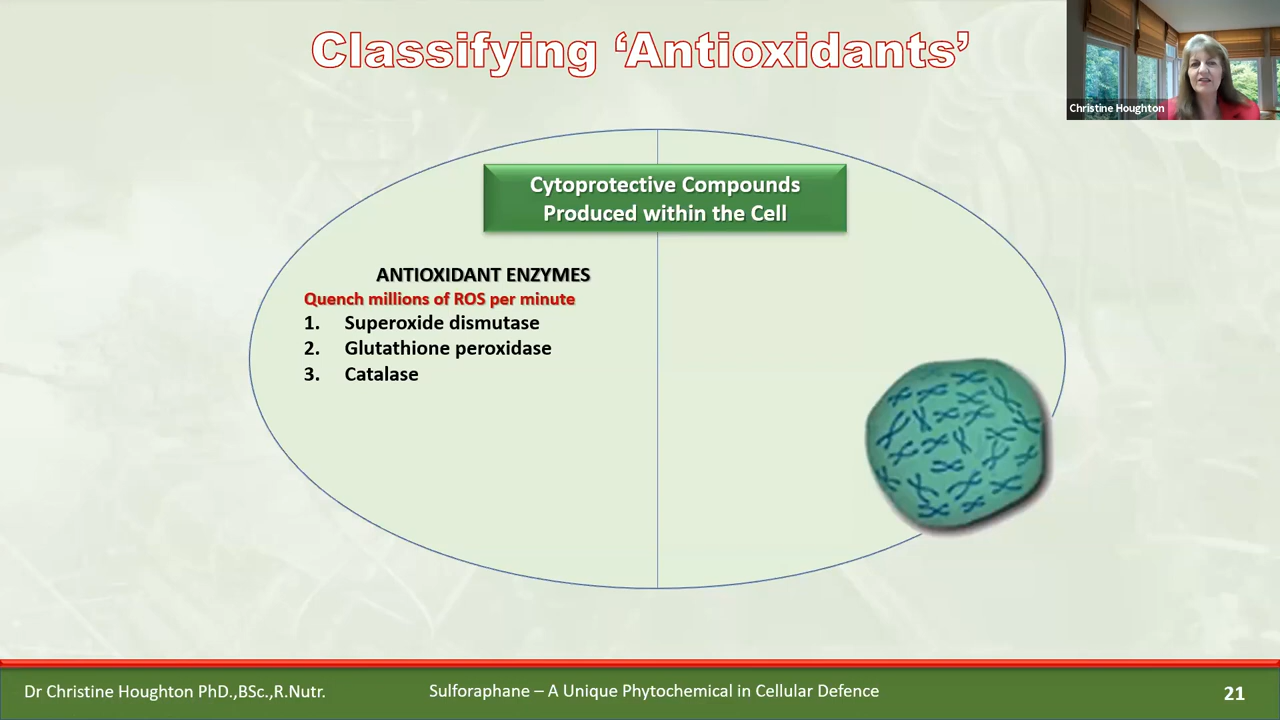 Classifying ‘Antioxidants’
Christine Houghton
Cytoprotective Compounds
Produced within the Cell
ANTIOXIDANT ENZYMES
Quench millions of ROS per minute
1. Superoxide dismutase
2. Glutathione peroxidase
3. Catalase
Dr Christine Houghton PhD.,BSc.,R.Nutr.
Sulforaphane – A Unique Phytochemical in Cellular Defence
21